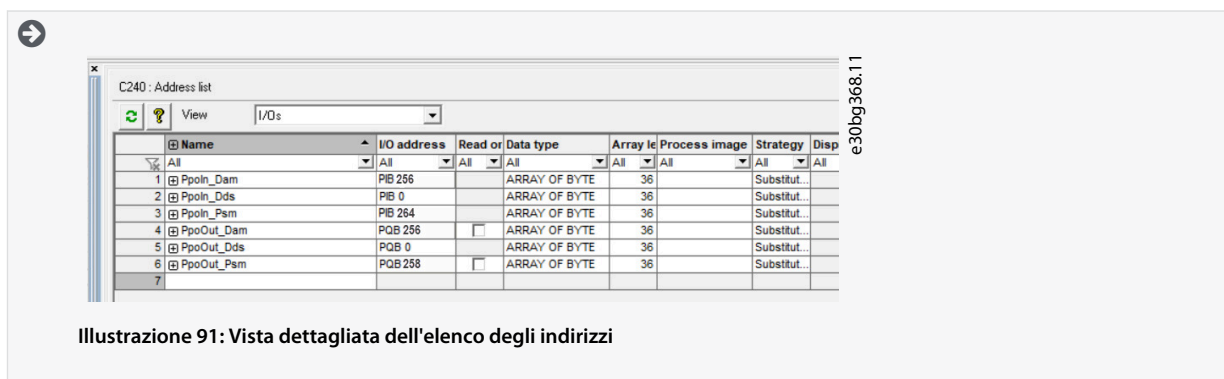 C240 : Address list
View I/Os
Name I/O address Read or Data type Array le Process image Strategy Disp
All All All All All All All All
1 PpoIn_Dam PIB 256 ARRAY OF BYTE 36 Substitut...
2 PpoIn_Dds PIB 0 ARRAY OF BYTE 36 Substitut...
3 PpoIn_Psm PIB 264 ARRAY OF BYTE 36 Substitut...
4 PpoOut_Dam PQB 256 ARRAY OF BYTE 36 Substitut...
5 PpoOut_Dds PQB 0 ARRAY OF BYTE 36 Substitut...
6 PpoOut_Psm PQB 258 ARRAY OF BYTE 36 Substitut...
7
e30bg368.11
Illustrazione 91: Vista dettagliata dell'elenco degli indirizzi